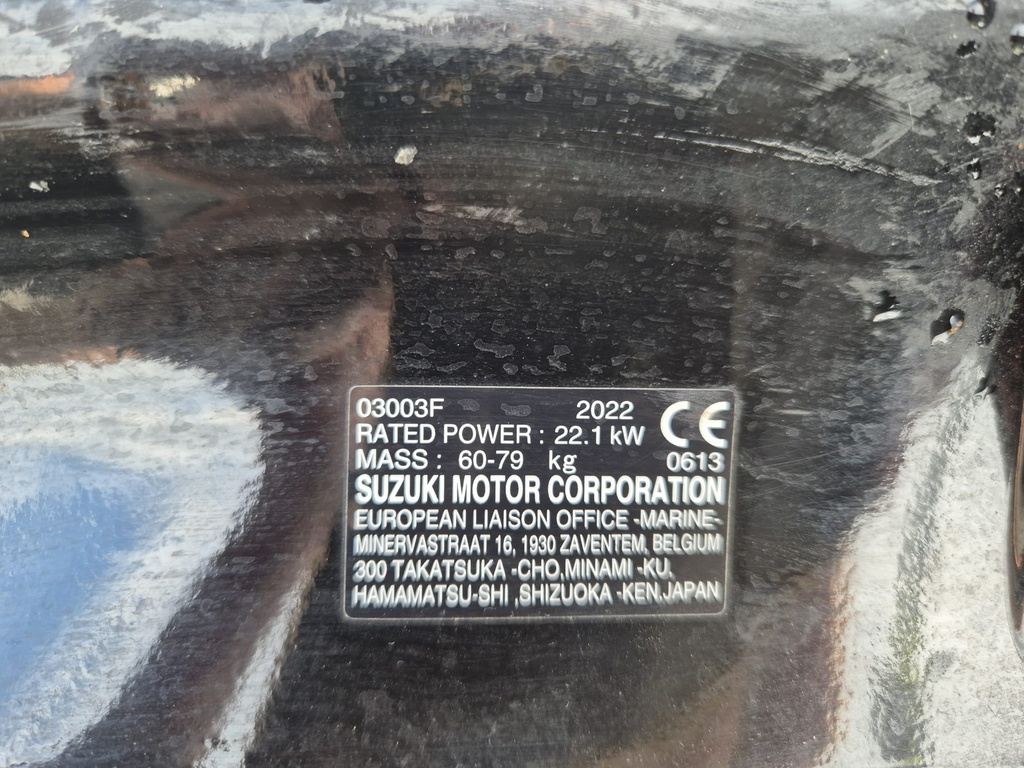 03003F 2022 CE
RATED POWER : 22.1 kW
MASS : 60-79 kg 0613
SUZUKI MOTOR CORPORATION
EUROPEAN LIAISON OFFICE -MARINE-
MINERVASTRAAT 16, 1930 ZAVENTEM, BELGIUM
300 TAKATSUKA -CHO,MINAMI -KU,
HAMAMATSU-SHI ,SHIZUOKA -KEN,JAPAN